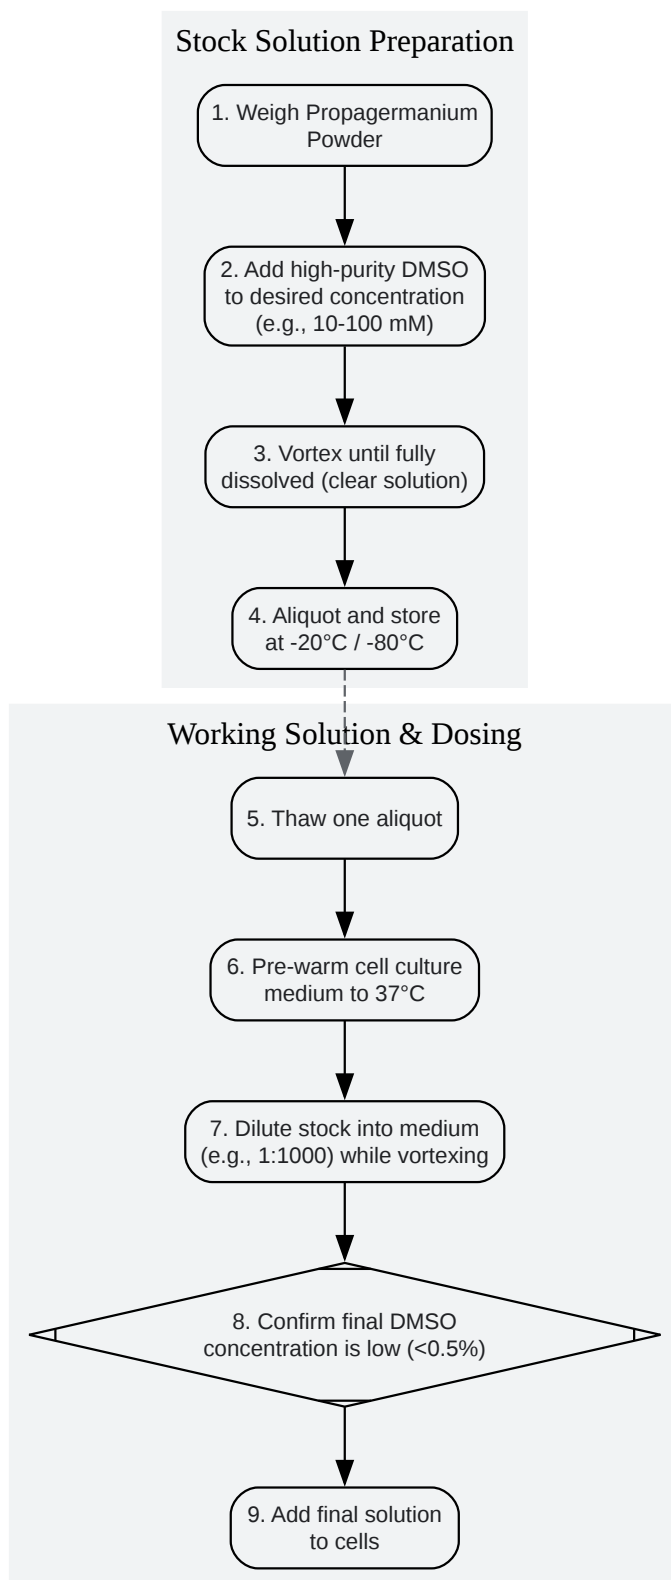 Stock Solution Preparation
1. Weigh Propagermanium
Powder
2. Add high-purity DMSO
to desired concentration
(e.g., 10-100 mM)
3. Vortex until fully
dissolved (clear solution)
4. Aliquot and store
at -20°C / -80°C
Working Solution & Dosing
5. Thaw one aliquot
6. Pre-warm cell culture
medium to 37°C
7. Dilute stock into medium
(e.g., 1:1000) while vortexing
8. Confirm final DMSO
concentration is low (<0.5%)
9. Add final solution
to cells